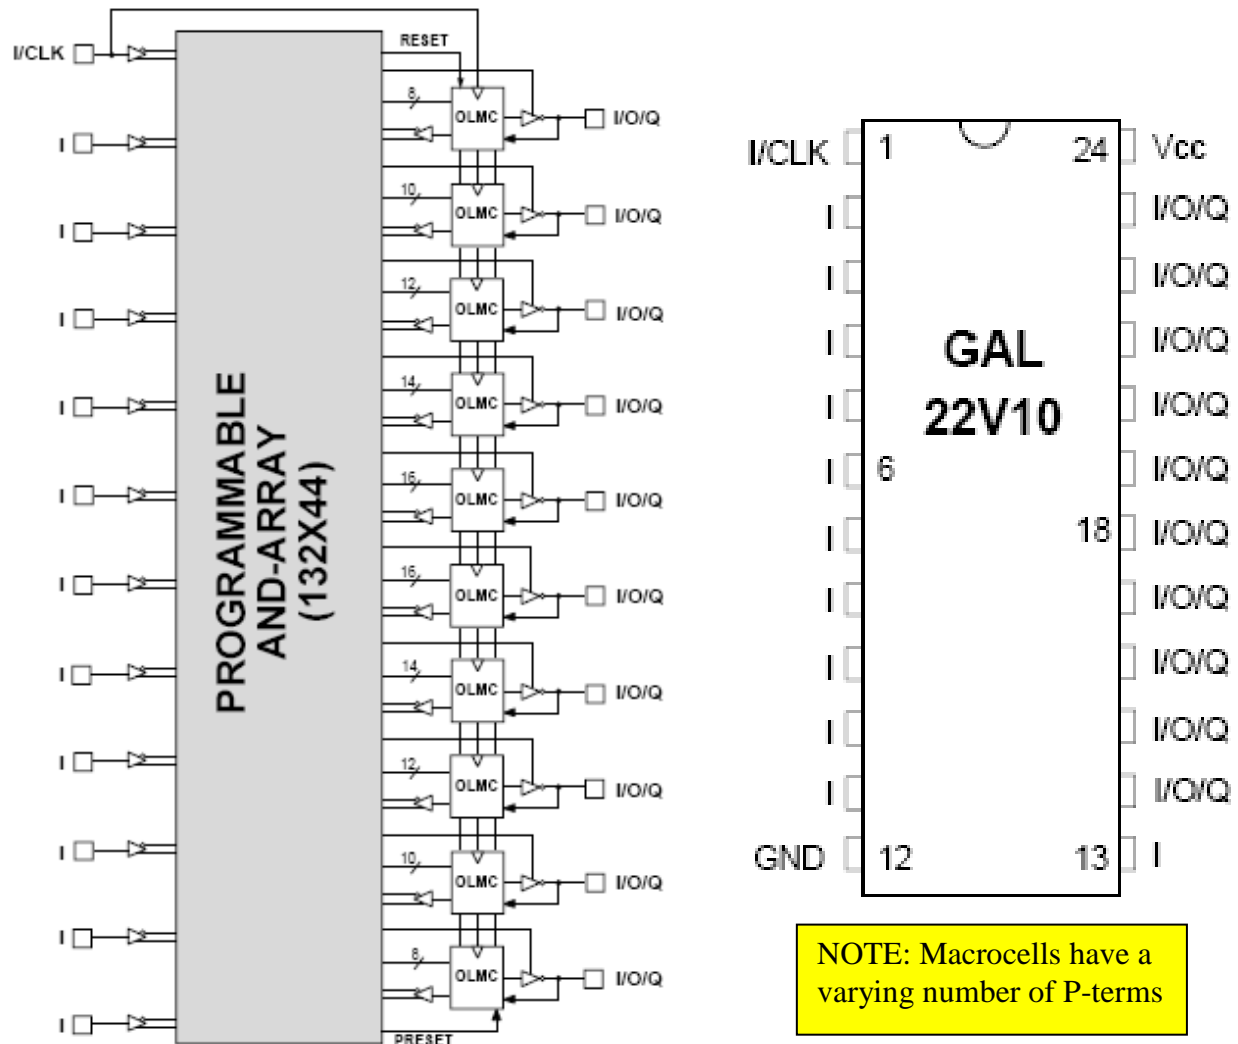 I/CLK
I
I
I
I
I
I
I
I
I
I
I
PROGRAMMABLE
AND-ARRAY
(132X44)
RESET
8
OLMC
I/O/Q
10
OLMC
I/O/Q
12
OLMC
I/O/Q
14
OLMC
I/O/Q
16
OLMC
I/O/Q
16
OLMC
I/O/Q
14
OLMC
I/O/Q
12
OLMC
I/O/Q
10
OLMC
I/O/Q
8
OLMC
I/O/Q
PRESET
I/CLK 1 24 Vcc
I I/O/Q
I I/O/Q
I I/O/Q
GAL
I I/O/Q
22V10
I 6 I/O/Q
I 18 I/O/Q
I I/O/Q
I I/O/Q
I I/O/Q
I I/O/Q
GND 12 13 I
NOTE: Macrocells have a
varying number of P-terms